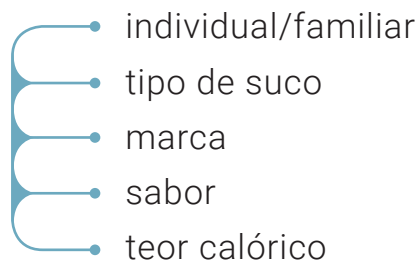 individual/familiar
tipo de suco
marca
sabor
teor calórico